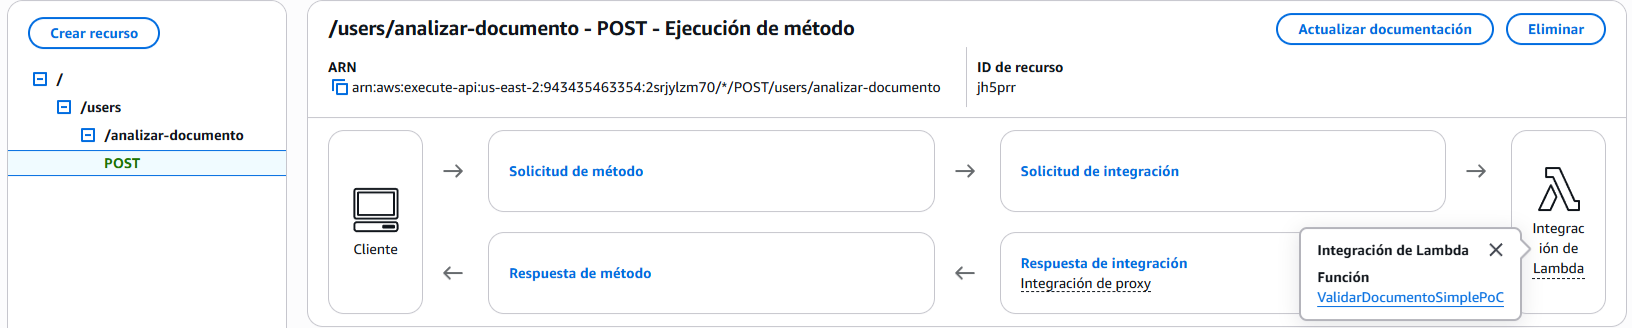 Crear recurso
/
/users
/analizar-documento
POST
/users/analizar-documento - POST - Ejecución de método
Actualizar documentación
Eliminar
ARN
arn:aws:execute-api:us-east-2:943435463354:2srjylzm70/*/POST/users/analizar-documento
ID de recurso
jh5prr
Cliente
Solicitud de método
Solicitud de integración
Respuesta de método
Respuesta de integración
Integración de proxy
Integrac
ión de
Lambda
Integración de Lambda
Función
ValidarDocumentoSimplePoC